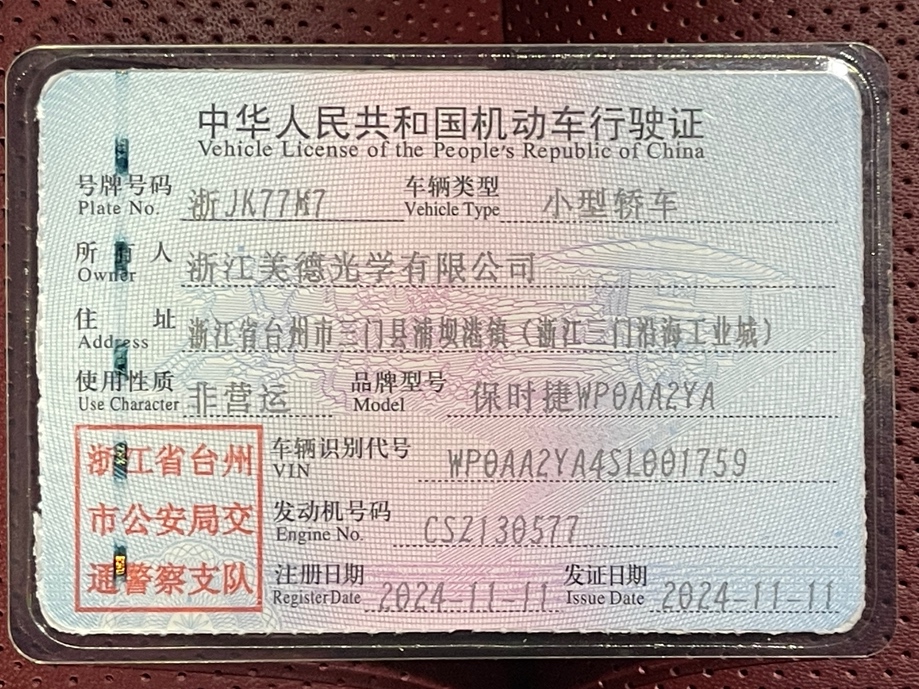 中华人民共和国机动车行驶证
Vehicle License of the People's Republic of China
号牌号码 浙JK77M7 车辆类型 小型轿车
Plate No. Vehicle Type
所有人 浙江美德光学有限公司
Owner
住址 浙江省台州市三门县浦坝港镇(浙江三门沿海工业城)
Address
使用性质 非营运 品牌型号 保时捷WP0AA2YA
Use Character Model
车辆识别代号 WP0AA2YA4SL001759
VIN
发动机号码 CSZ130577
Engine No.
注册日期 2024-11-11 发证日期 2024-11-11
Register Date Issue Date
浙江省台州
市公安局交
通警察支队